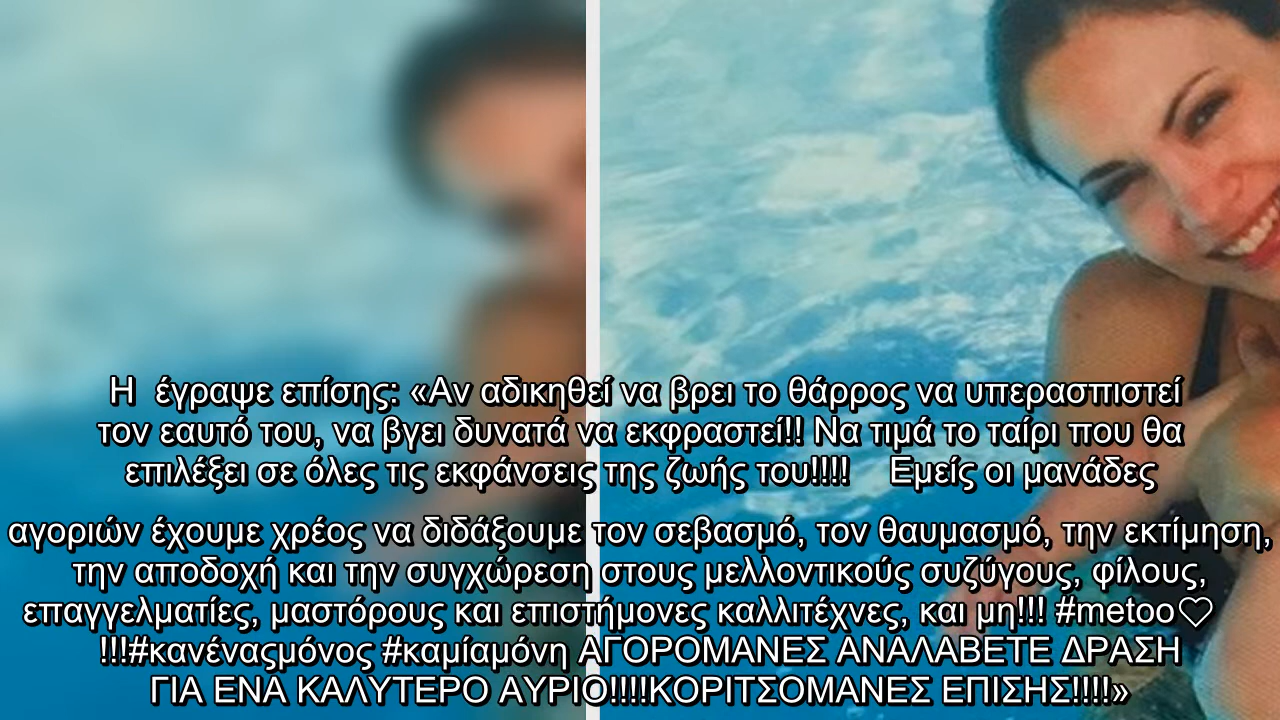 Η  έγραψε επίσης: «Αν αδικηθεί να βρει το θάρρος να υπερασπιστεί
τον εαυτό του, να βγει δυνατά να εκφραστεί!! Να τιμά το ταίρι που θα
επιλέξει σε όλες τις εκφάνσεις της ζωής του!!!!    Εμείς οι μανάδες
αγοριών έχουμε χρέος να διδάξουμε τον σεβασμό, τον θαυμασμό, την εκτίμηση,
την αποδοχή και την συγχώρεση στους μελλοντικούς συζύγους, φίλους,
επαγγελματίες, μαστόρους και επιστήμονες καλλιτέχνες, και μη!!! #metoo♡
!!!#κανέναςμόνος #καμίαμόνη ΑΓΟΡΟΜΑΝΕΣ ΑΝΑΛΑΒΕΤΕ ΔΡΑΣΗ
ΓΙΑ ΕΝΑ ΚΑΛΥΤΕΡΟ ΑΥΡΙΟ!!!!ΚΟΡΙΤΣΟΜΑΝΕΣ ΕΠΙΣΗΣ!!!!»